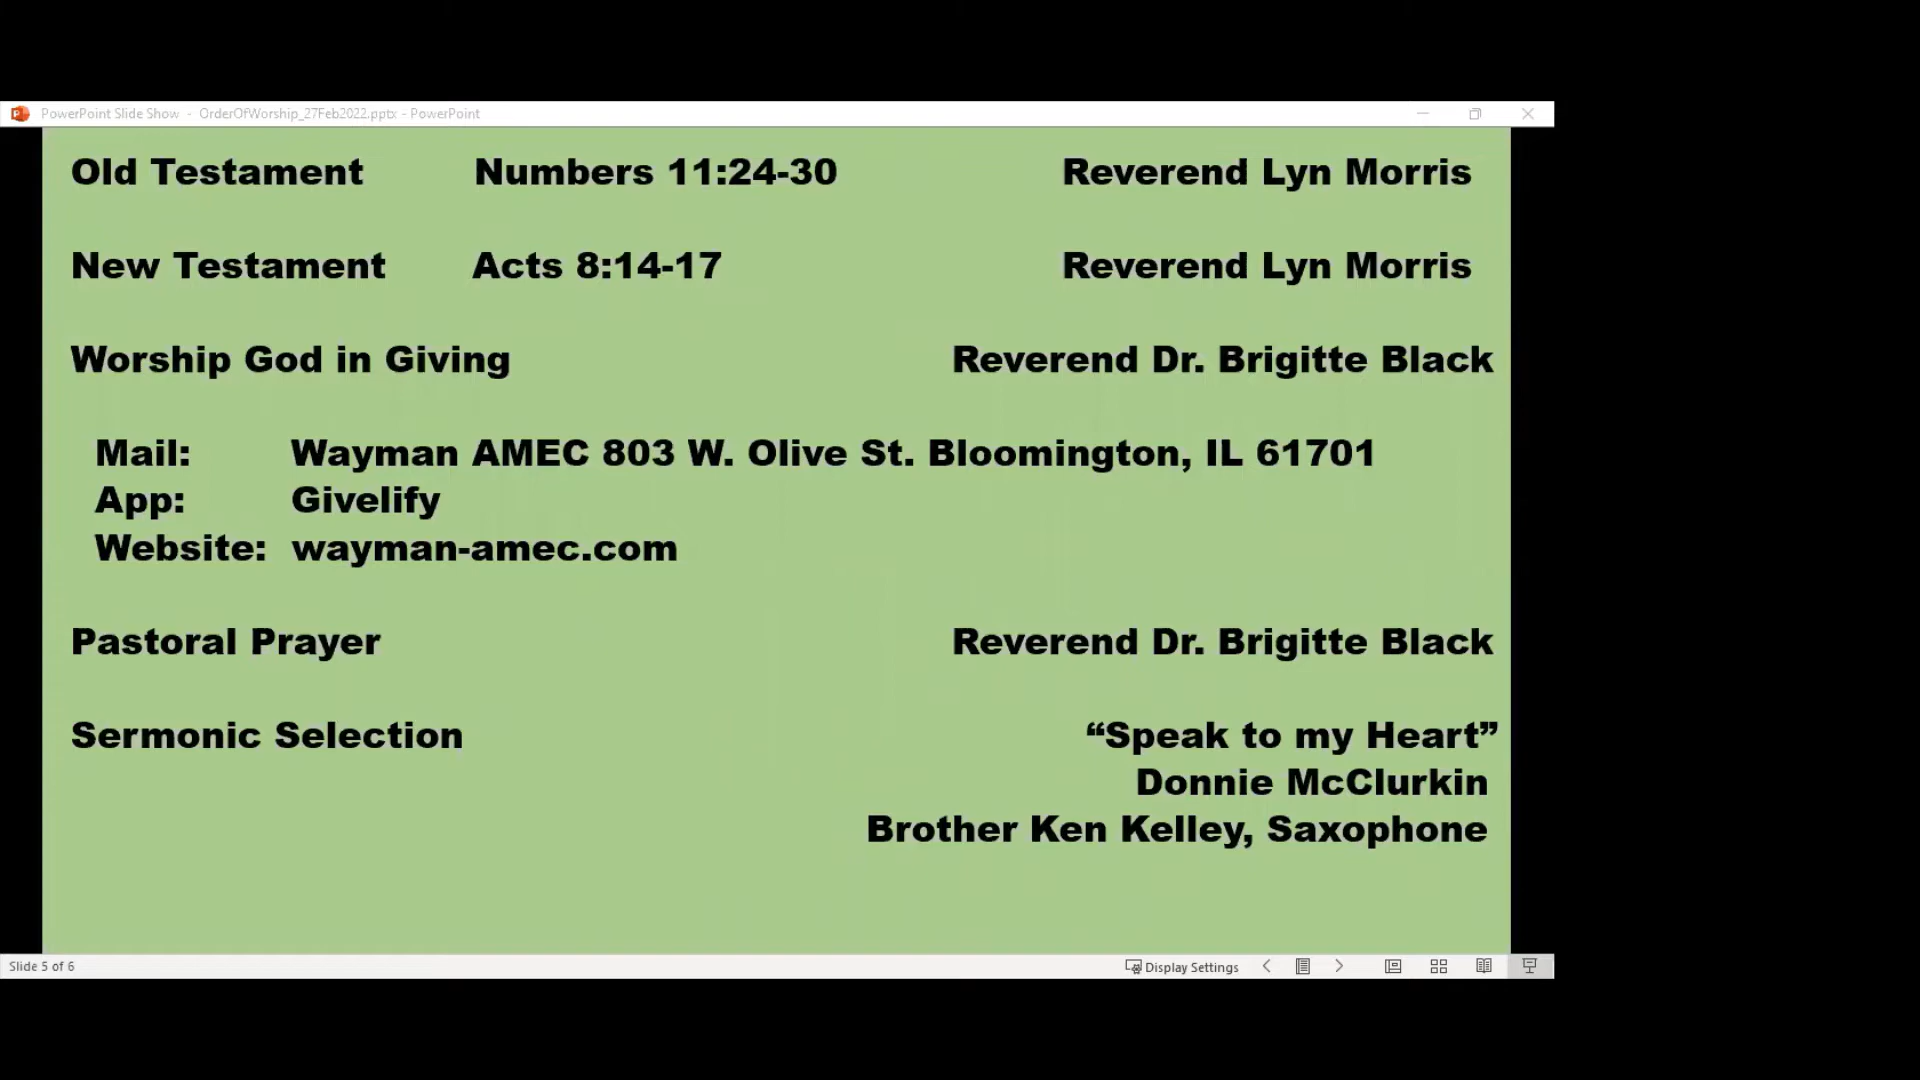 PowerPoint Slide Show - OrderOfWorship_27Feb2022.pptx - PowerPoint
Old Testament Numbers 11:24-30 Reverend Lyn Morris
New Testament Acts 8:14-17 Reverend Lyn Morris
Worship God in Giving Reverend Dr. Brigitte Black
Mail: Wayman AMEC 803 W. Olive St. Bloomington, IL 61701
App: Givelify
Website: wayman-amec.com
Pastoral Prayer Reverend Dr. Brigitte Black
Sermonic Selection “Speak to my Heart”
Donnie McClurkin
Brother Ken Kelley, Saxophone
Slide 5 of 6 Display Settings